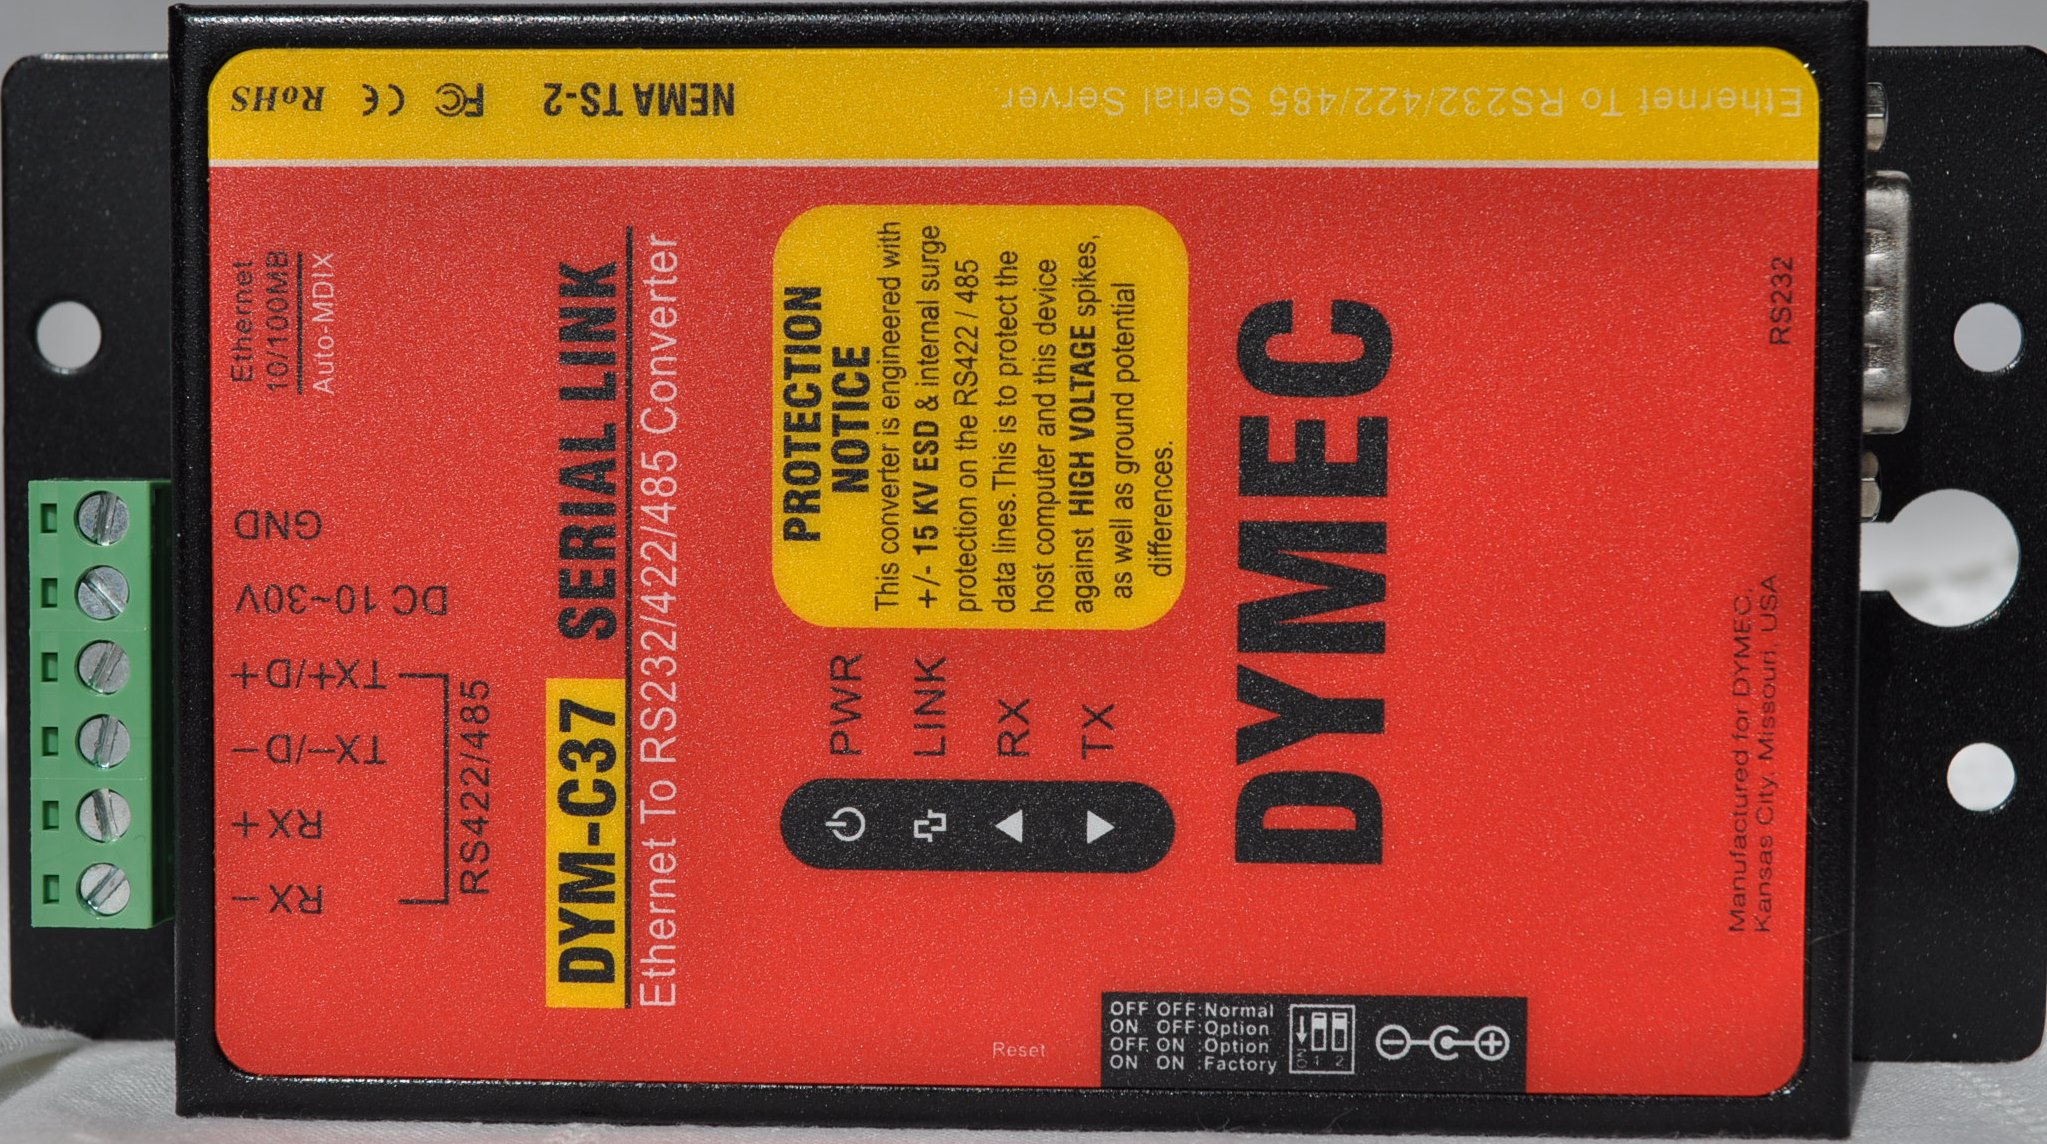 Ethernet To RS232/422/485 Serial Server.
NEMA TS-2 FC CE RoHS
Ethernet
10/100MB
Auto-MDIX
GND
DC 10~30V
TX+/D+
TX-/D-
RX+
RX-
RS422/485
DYM-C37 SERIAL LINK
Ethernet To RS232/422/485 Converter
PWR
LINK
RX
TX
PROTECTION
NOTICE
This converter is engineered with
+/- 15 KV ESD & internal surge
protection on the RS422 / 485
data lines.This is to protect the
host computer and this device
against HIGH VOLTAGE spikes,
as well as ground potential
differences.
DYMEC
RS232
Manufactured for DYMEC,
Kansas City, Missouri, USA
Reset
OFF OFF:Normal
ON OFF:Option
OFF ON :Option
ON ON :Factory
1 2